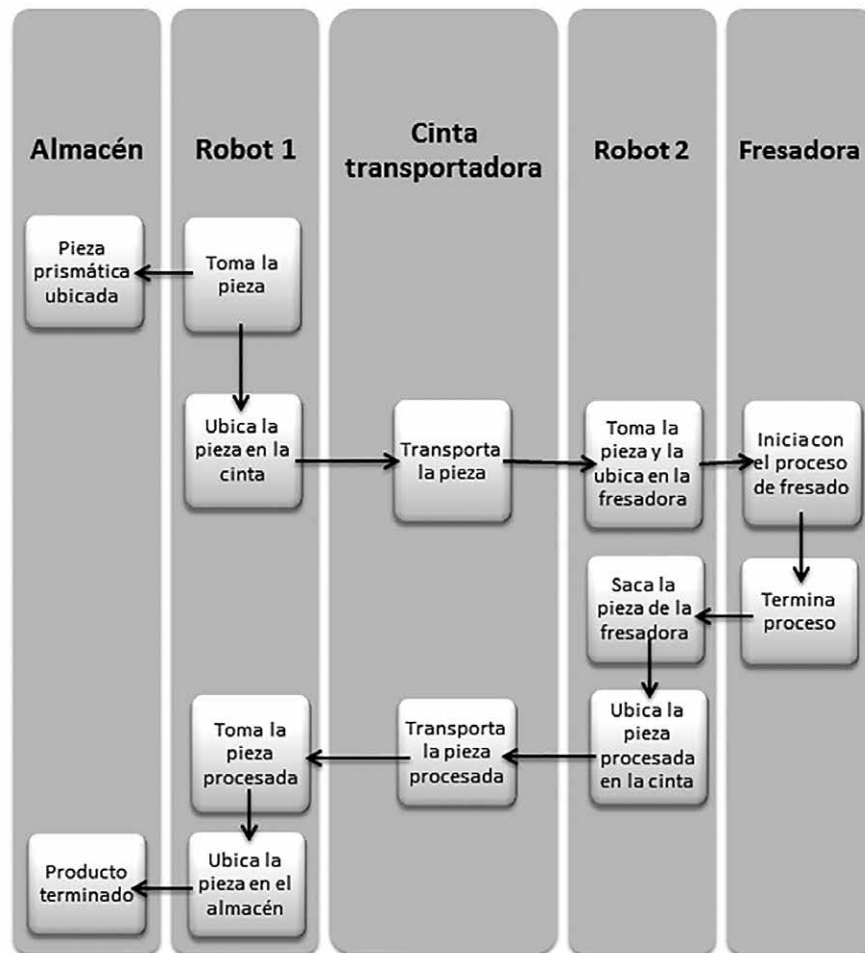 Almacén
Robot 1
Cinta
transportadora
Robot 2
Fresadora
Pieza
prismática
ubicada
Toma la
pieza
Ubica la
pieza en la
cinta
Transporta
la pieza
Toma la
pieza y la
ubica en la
fresadora
Inicia con
el proceso
de fresado
Saca la
pieza de la
fresadora
Termina
proceso
Toma la
pieza
procesada
Transporta
la pieza
procesada
Ubica la
pieza
procesada
en la cinta
Producto
terminado
Ubica la
pieza en el
almacén